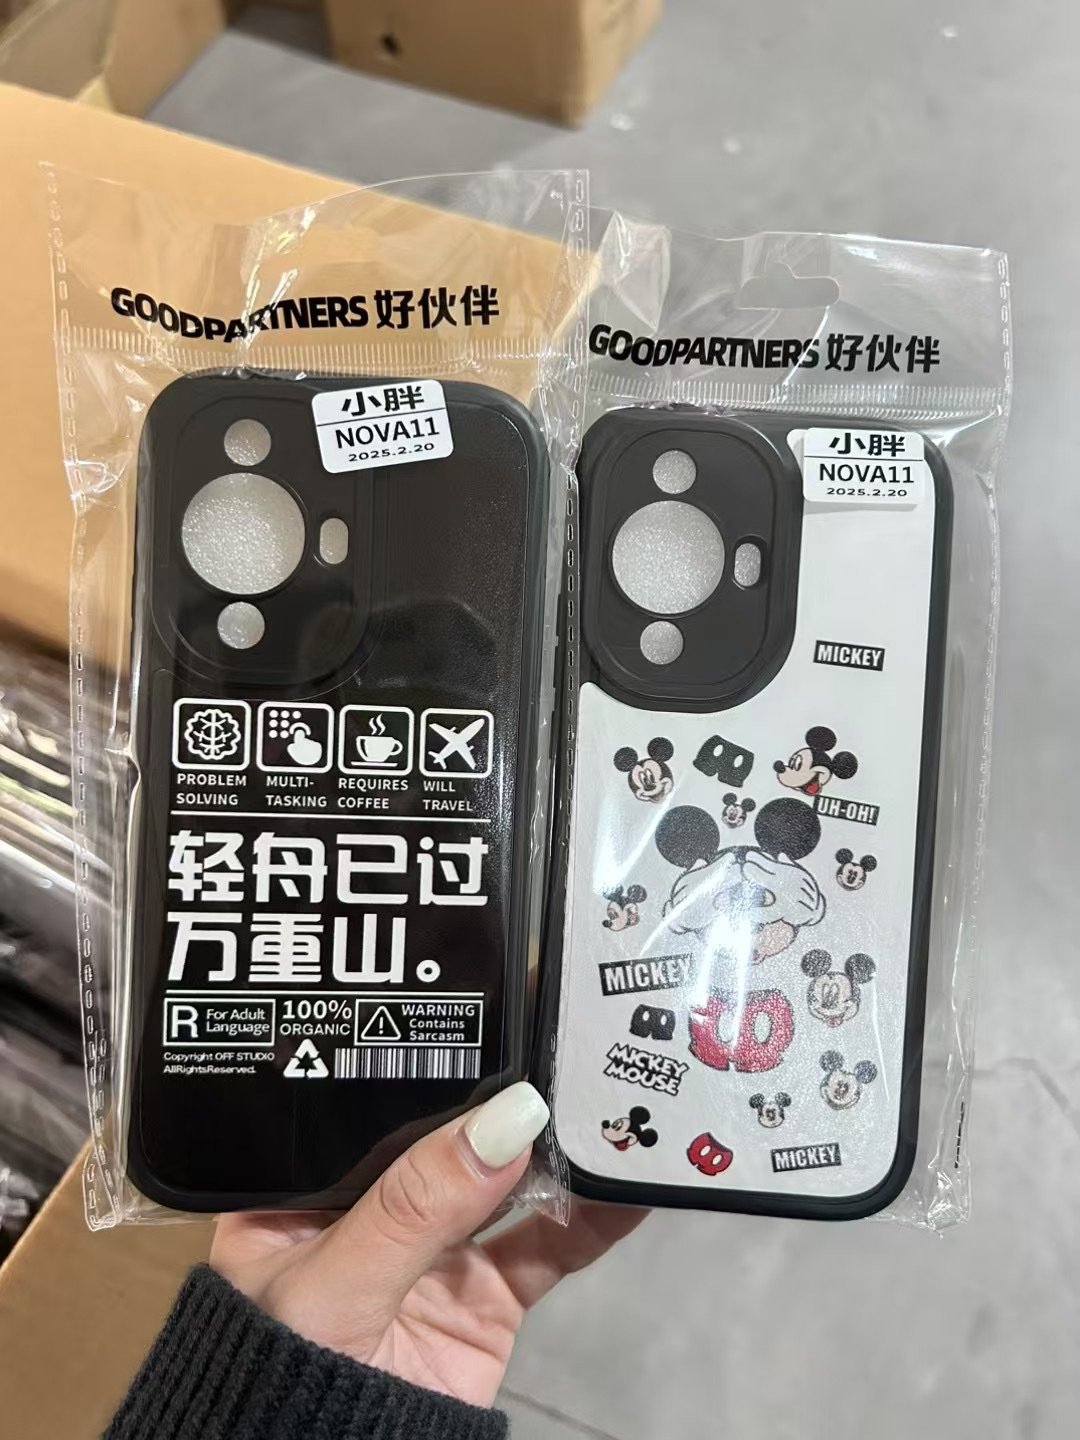 GOODPARTNERS 好伙伴
小胖
NOVA11
2025.2.20
PROBLEM SOLVING
MULTI-TASKING
REQUIRES COFFEE
WILL TRAVEL
轻舟已过
万重山。
R For Adult Language
100% ORGANIC
WARNING
Contains
Sarcasm
Copyright OFF STUDIO
AllRightsReserved.
GOODPARTNERS 好伙伴
小胖
NOVA11
2025.2.20
MICKEY
UH-OH!
MICKEY
MICKEY
MOUSE
MICKEY